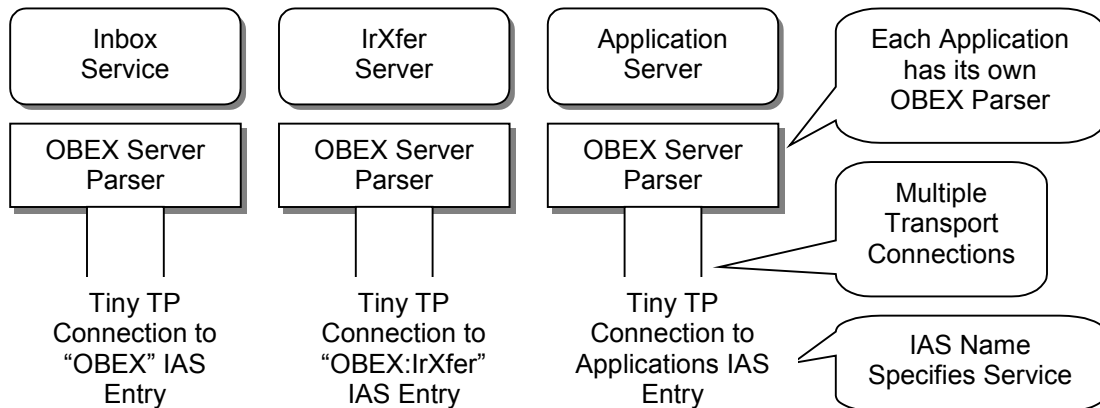 Inbox
Service
IrXfer
Server
Application
Server
Each Application
has its own
OBEX Parser
OBEX Server
Parser
OBEX Server
Parser
OBEX Server
Parser
Multiple
Transport
Connections
Tiny TP
Connection to
“OBEX” IAS
Entry
Tiny TP
Connection to
“OBEX:IrXfer”
IAS Entry
Tiny TP
Connection to
Applications IAS
Entry
IAS Name
Specifies Service